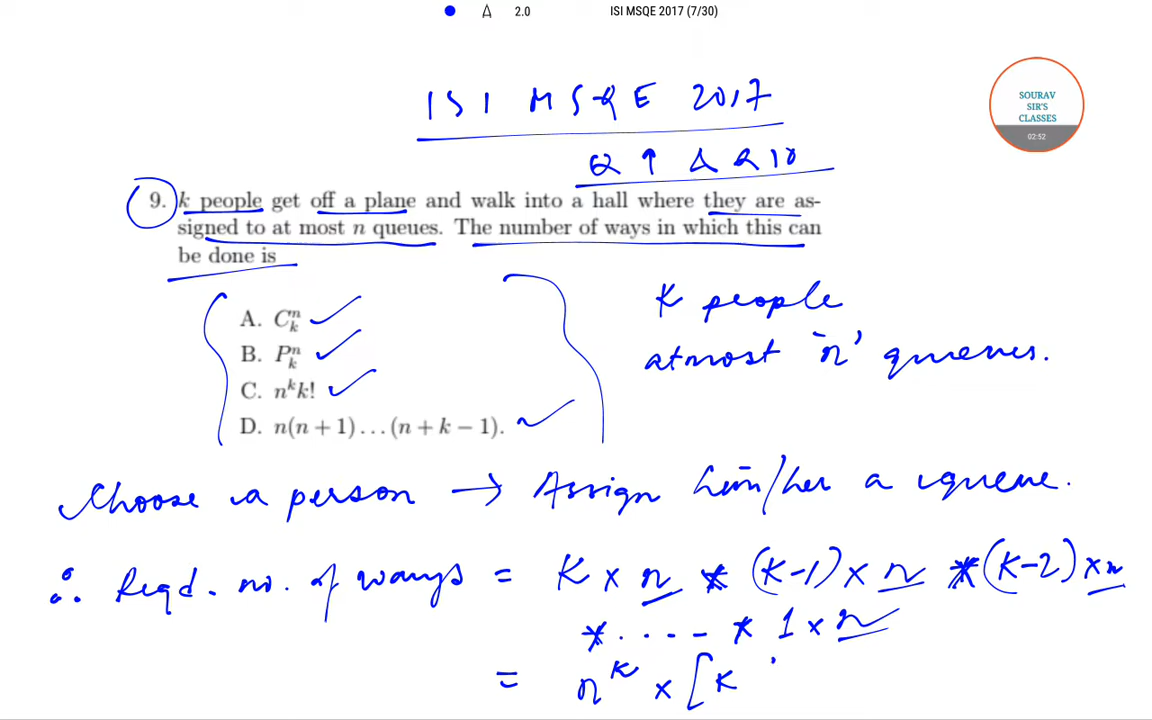 2.0 ISI MSQE 2017 (7/30)
SOURAV
SIR'S
CLASSES
02:52
ISI MSQE 2017
9. k people get off a plane and walk into a hall where they are as-
signed to at most n queues. The number of ways in which this can
be done is
A. C^n_k
B. P^n_k
C. n^k k!
D. n(n + 1) . . . (n + k − 1).
K people
atmost 'n' queues.
Choose a person → Assign him/her a queue.
∴ Reqd. no. of ways = K × n * (K-1) × n * (K-2) × n
* . . . . * 1 × n
= n^K × [K